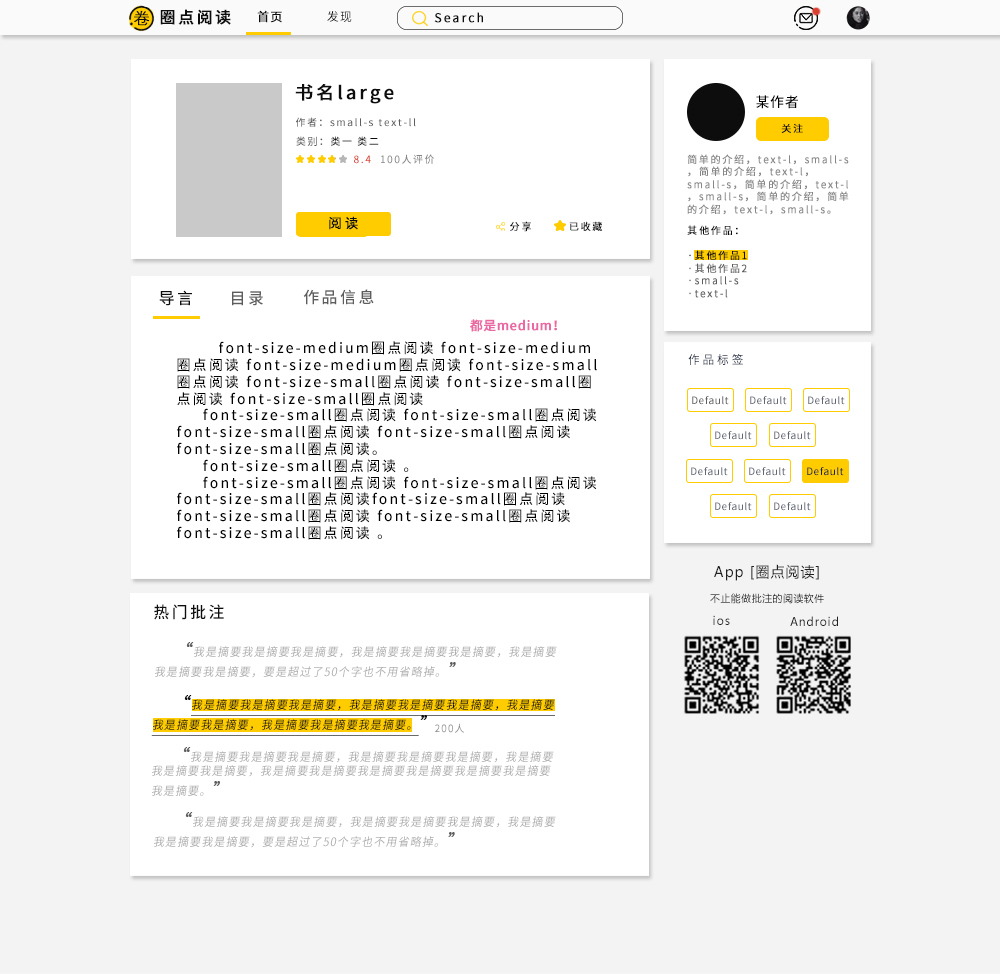 卷 圈点阅读 首页 发现 Search
书名large
作者：small-s text-ll
类别：类一 类二
8.4 100人评价
阅读 分享 已收藏
某作者
关注
简单的介绍，text-l，small-s
，简单的介绍，text-l，
small-s，简单的介绍，text-l
，small-s，简单的介绍，简单
的介绍，text-l，small-s。
其他作品：
·其他作品1
·其他作品2
·small-s
·text-l
导言 目录 作品信息
都是medium！
font-size-medium圈点阅读 font-size-medium
圈点阅读 font-size-medium圈点阅读 font-size-small
圈点阅读 font-size-small圈点阅读 font-size-small圈
点阅读 font-size-small圈点阅读
font-size-small圈点阅读 font-size-small圈点阅读
font-size-small圈点阅读 font-size-small圈点阅读
font-size-small圈点阅读。
font-size-small圈点阅读 。
font-size-small圈点阅读 font-size-small圈点阅读
font-size-small圈点阅读font-size-small圈点阅读
font-size-small圈点阅读 font-size-small圈点阅读
font-size-small圈点阅读 。
作品标签
Default Default Default
Default Default
Default Default Default
Default Default
App [圈点阅读]
不止能做批注的阅读软件
ios Android
热门批注
“我是摘要我是摘要我是摘要，我是摘要我是摘要我是摘要，我是摘要
我是摘要我是摘要，要是超过了50个字也不用省略掉。”
“我是摘要我是摘要我是摘要，我是摘要我是摘要我是摘要，我是摘要
我是摘要我是摘要，我是摘要我是摘要我是摘要。” 200人
“我是摘要我是摘要我是摘要，我是摘要我是摘要我是摘要，我是摘要
我是摘要我是摘要，我是摘要我是摘要我是摘要我是摘要我是摘要我是摘要
我是摘要。”
“我是摘要我是摘要我是摘要，我是摘要我是摘要我是摘要，我是摘要
我是摘要我是摘要，要是超过了50个字也不用省略掉。”